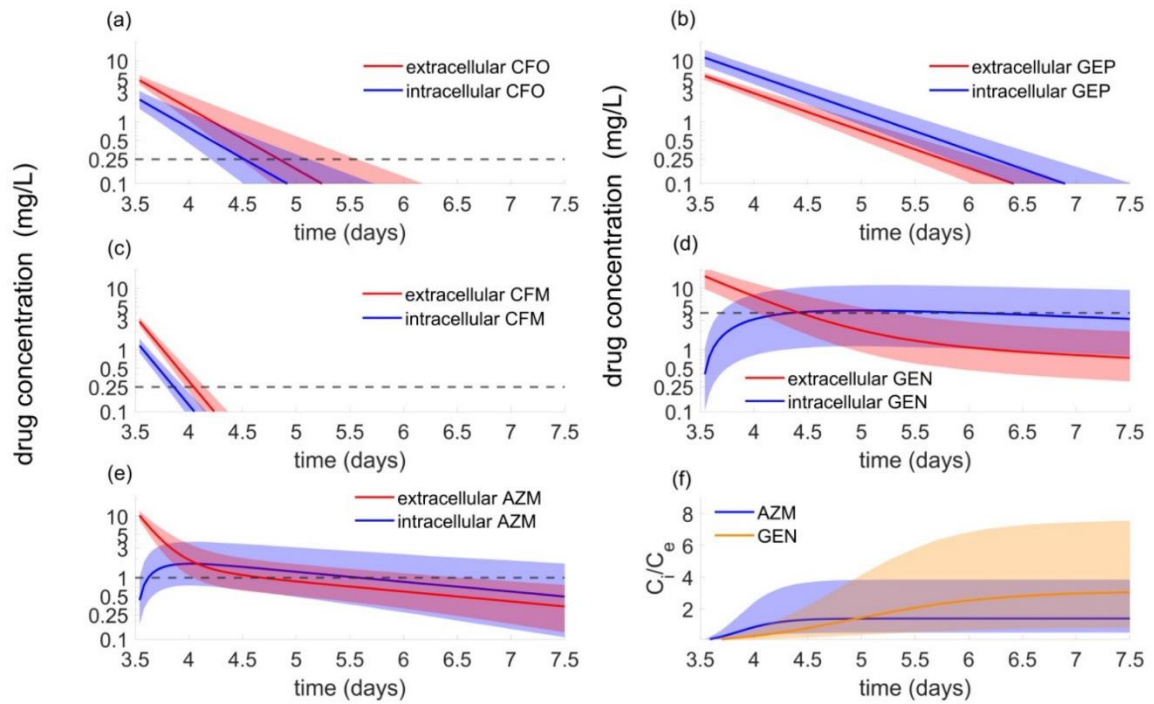 (a)
extracellular CFO
intracellular CFO
10
5
3
1
0.5
0.25
0.1
3.5 4 4.5 5 5.5 6 6.5 7 7.5
time (days)
(b)
extracellular GEP
intracellular GEP
10
5
3
1
0.5
0.25
0.1
3.5 4 4.5 5 5.5 6 6.5 7 7.5
time (days)
drug concentration (mg/L)
drug concentration (mg/L)
(c)
extracellular CFM
intracellular CFM
10
5
3
1
0.5
0.25
0.1
3.5 4 4.5 5 5.5 6 6.5 7 7.5
time (days)
(d)
extracellular GEN
intracellular GEN
10
5
3
1
0.5
0.25
0.1
3.5 4 4.5 5 5.5 6 6.5 7 7.5
time (days)
(e)
extracellular AZM
intracellular AZM
10
5
3
1
0.5
0.25
0.1
3.5 4 4.5 5 5.5 6 6.5 7 7.5
time (days)
(f)
AZM
GEN
C_i/C_e
8
6
4
2
3.5 4 4.5 5 5.5 6 6.5 7 7.5
time (days)